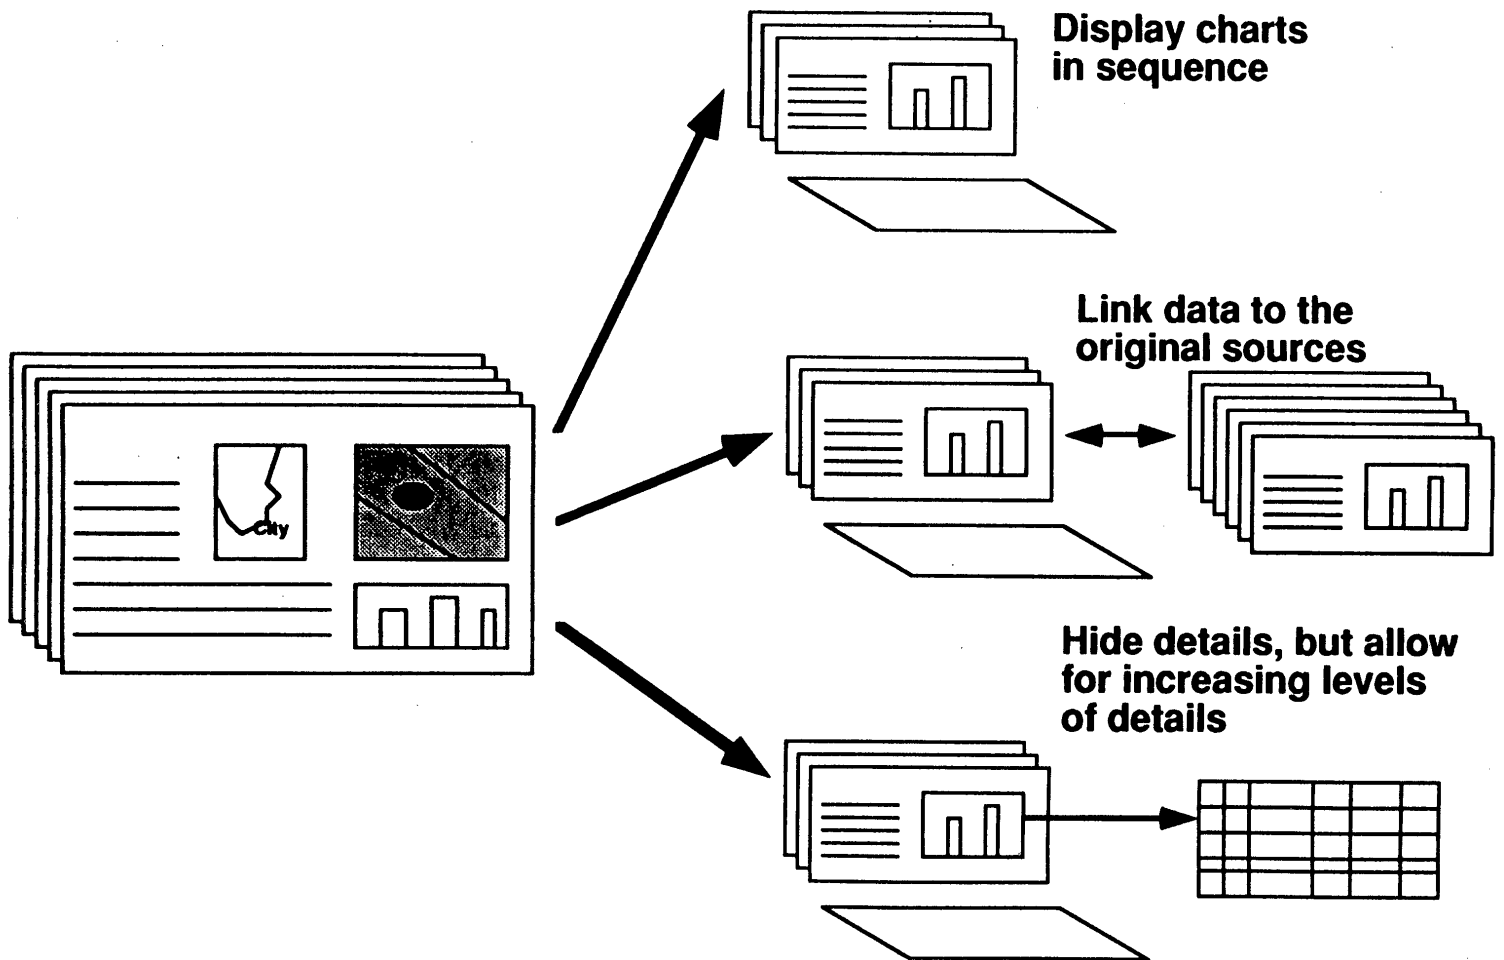 Display charts
in sequence
Link data to the
original sources
City
Hide details, but allow
for increasing levels
of details